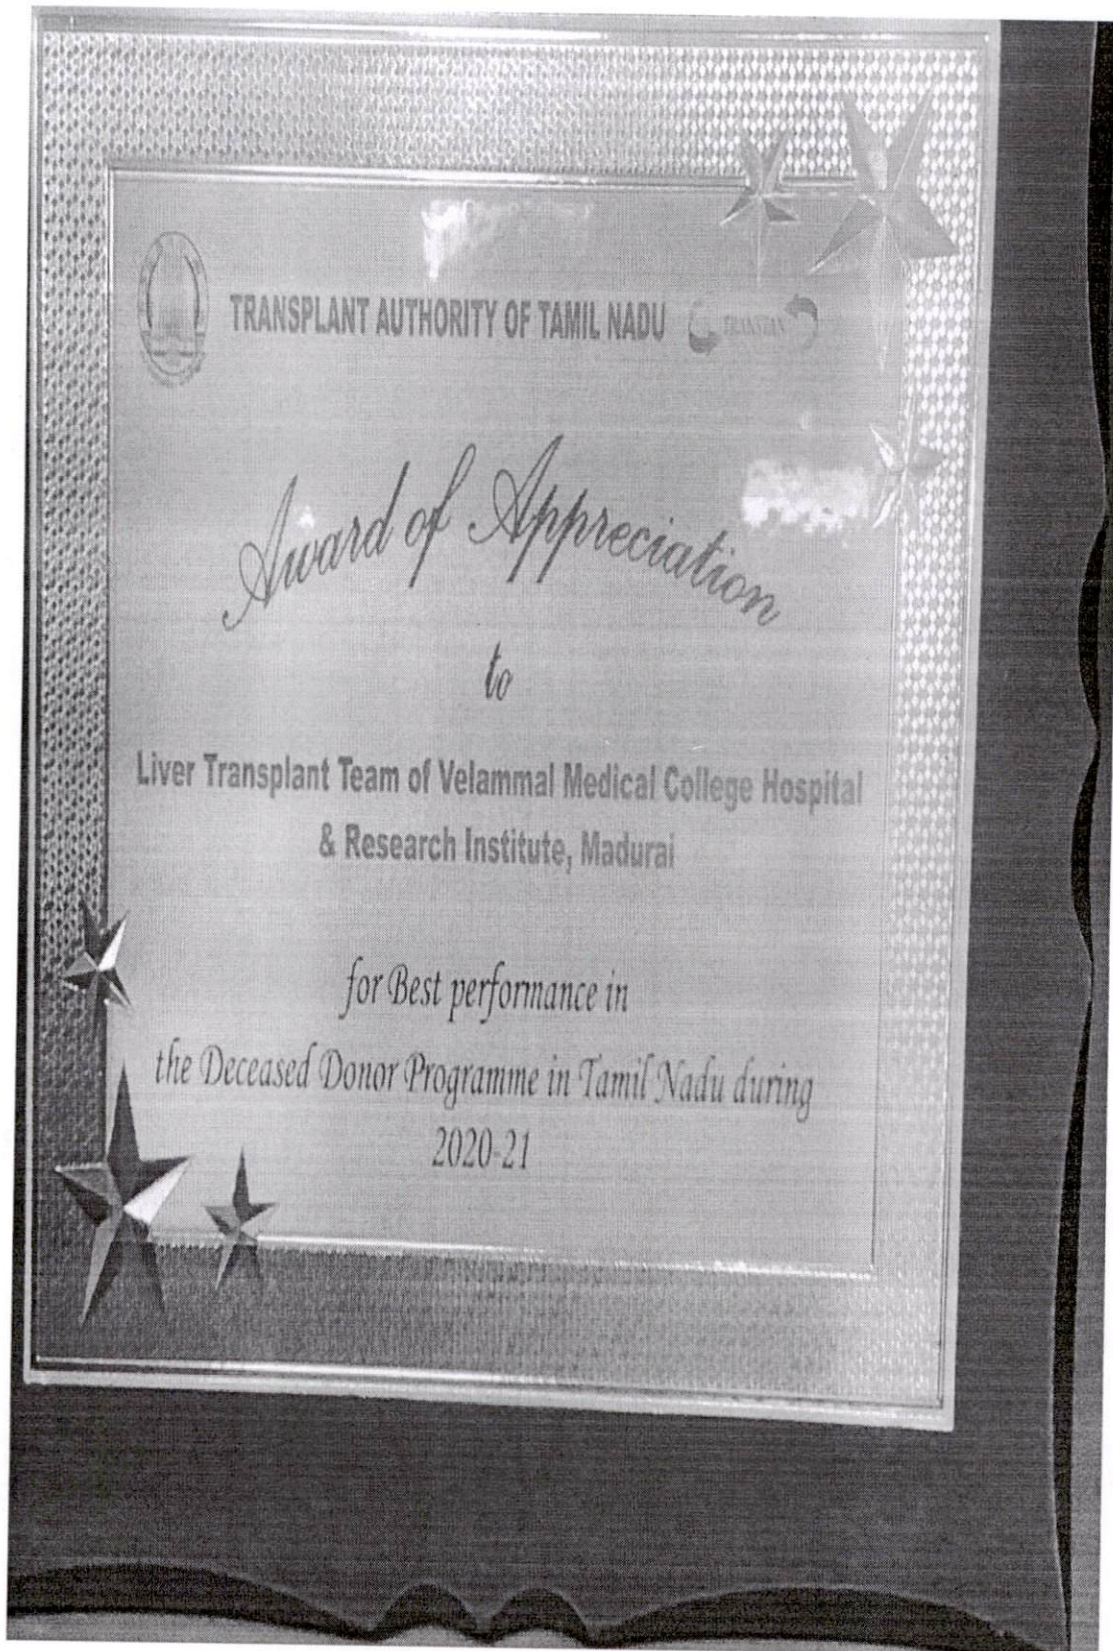 TRANSPLANT AUTHORITY OF TAMIL NADU
Award of Appreciation
to
Liver Transplant Team of Velammal Medical College Hospital
& Research Institute, Madurai
for Best performance in
the Deceased Donor Programme in Tamil Nadu during
2020-21